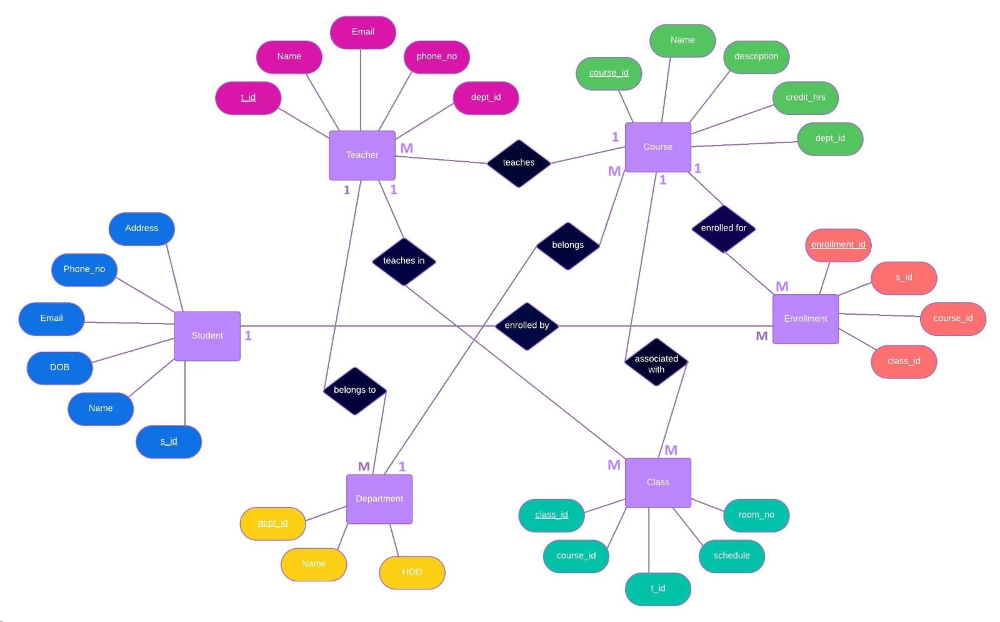 Email
Name
Name
phone_no
description
course_id
t_id
dept_id
credit_hrs
dept_id
1
Course
M
Teacher
teaches
M
1
1
1
1
Address
enrolled for
enrollment_id
belongs
teaches in
Phone_no
s_id
M
Email
Enrollment
course_id
enrolled by
Student
1
M
associated
with
class_id
DOB
belongs to
Name
s_id
M
M
1
M
Class
Department
class_id
room_no
dept_id
course_id
schedule
Name
HOD
t_id